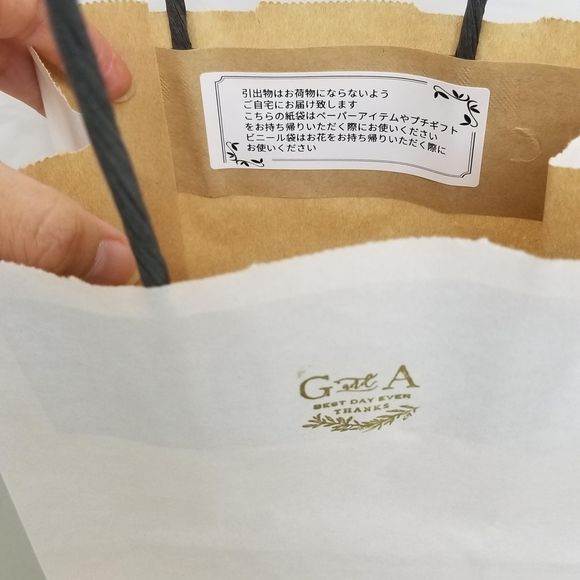 引出物はお荷物にならないよう
ご自宅にお届け致します
こちらの紙袋はペーパーアイテムやプチギフト
をお持ち帰りいただく際にお使いください
ビニール袋はお花をお持ち帰りいただく際に
お使いください
G and A
BEST DAY EVER
THANKS